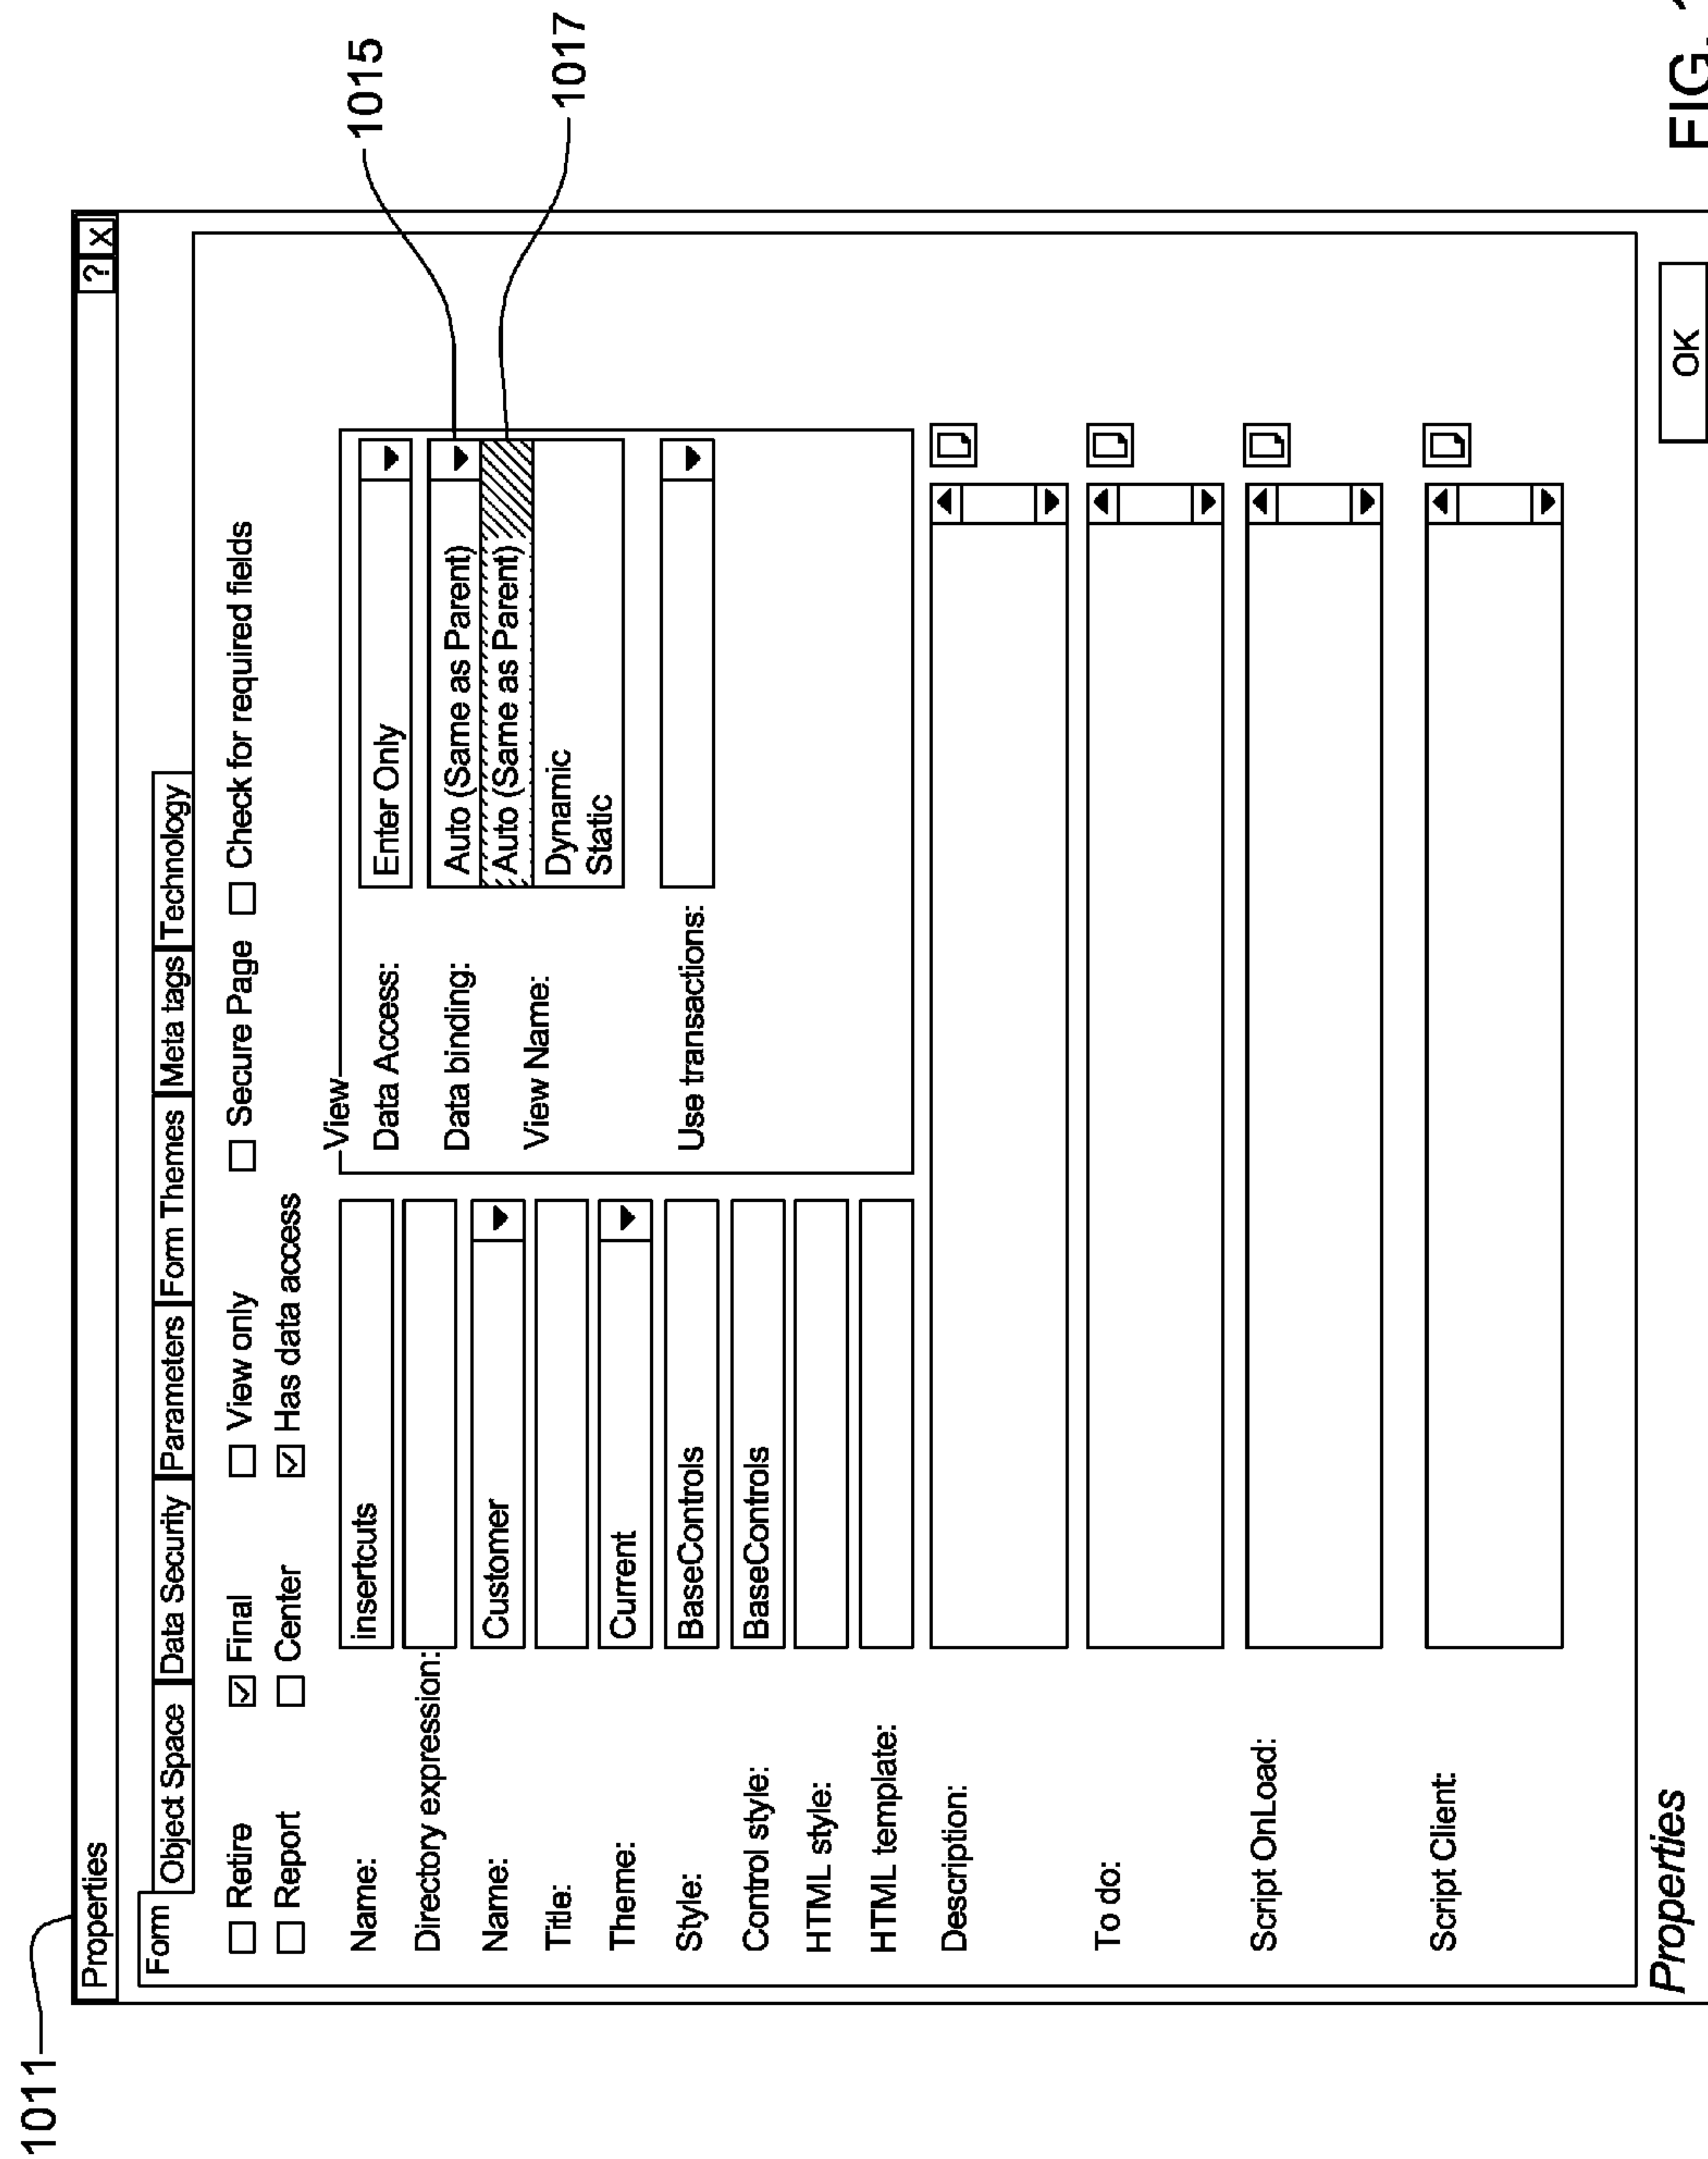 1011
Properties ? X
Form Object Space Data Security Parameters Form Themes Meta tags Technology
Retire Final View only Secure Page Check for required fields
Report Center Has data access
View
Name: insertcuts
Data Access: Enter Only
1015
Directory expression:
Data binding: Auto (Same as Parent)
Name: Customer
Auto (Same as Parent)
1017
Title:
View Name: Dynamic
Theme: Current
Static
Style: BaseControls
Use transactions:
Control style: BaseControls
HTML style:
HTML template:
Description:
To do:
Script OnLoad:
Script Client:
Properties
OK
FIG.